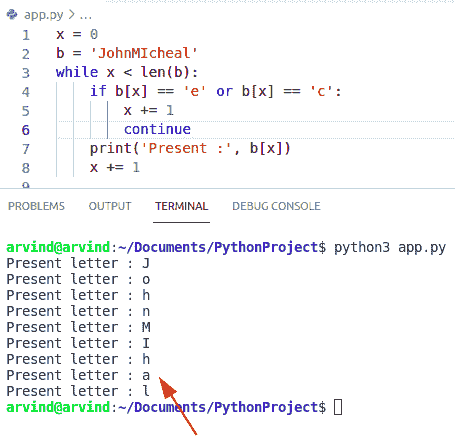 app.py > ...
1 x = 0
2 b = 'JohnMIcheal'
3 while x < len(b):
4 if b[x] == 'e' or b[x] == 'c':
5 x += 1
6 continue
7 print('Present :', b[x])
8 x += 1
9
PROBLEMS OUTPUT TERMINAL DEBUG CONSOLE
arvind@arvind:~/Documents/PythonProject$ python3 app.py
Present letter : J
Present letter : o
Present letter : h
Present letter : n
Present letter : M
Present letter : I
Present letter : h
Present letter : a
Present letter : l
arvind@arvind:~/Documents/PythonProject$